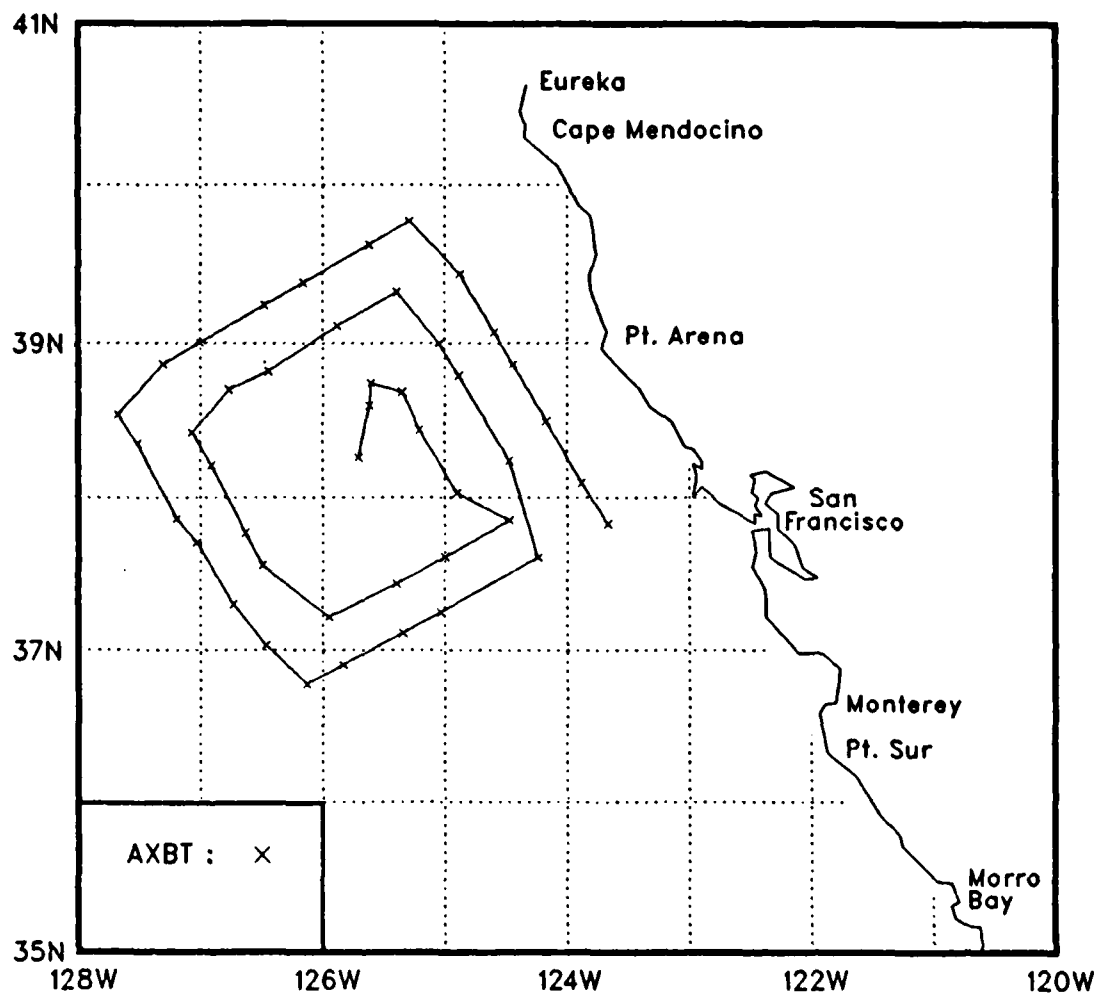 41N
Eureka
Cape Mendocino
39N
Pt. Arena
San
Francisco
37N
Monterey
Pt. Sur
AXBT : ×
Morro
Bay
35N
128W 126W 124W 122W 120W